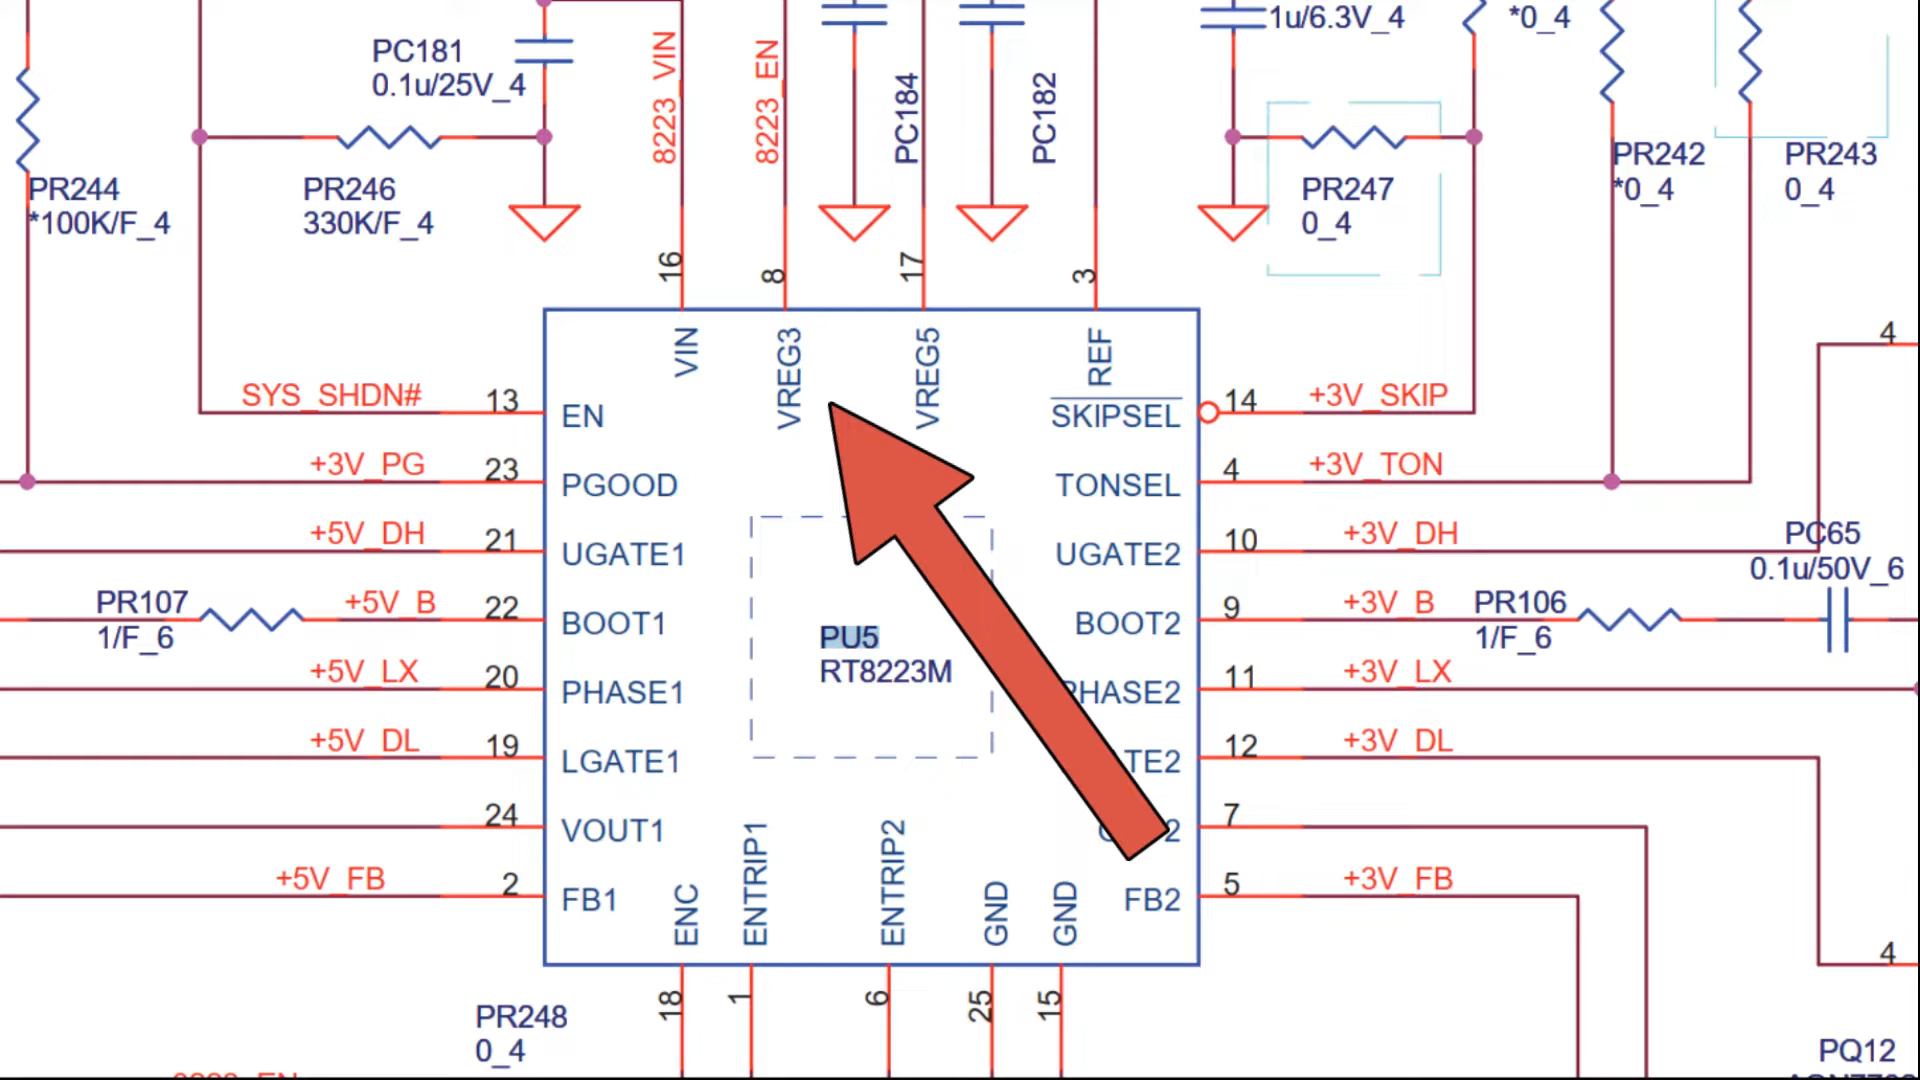 1u/6.3V_4
*0_4
PC181
0.1u/25V_4
8223_VIN
8223_EN
PC184
PC182
PR244
*100K/F_4
PR246
330K/F_4
PR247
0_4
PR242
*0_4
PR243
0_4
16
8
17
3
VIN
VREG3
VREG5
REF
SYS_SHDN#
13
EN
SKIPSEL
14
+3V_SKIP
4
+3V_PG
23
PGOOD
TONSEL
4
+3V_TON
+5V_DH
21
UGATE1
UGATE2
10
+3V_DH
PC65
0.1u/50V_6
PR107
1/F_6
+5V_B
22
BOOT1
BOOT2
9
+3V_B
PR106
1/F_6
PU5
RT8223M
+5V_LX
20
PHASE1
PHASE2
11
+3V_LX
+5V_DL
19
LGATE1
TE2
12
+3V_DL
24
VOUT1
2
7
+5V_FB
2
FB1
FB2
5
+3V_FB
ENC
ENTRIP1
ENTRIP2
GND
GND
4
18
1
6
25
15
PR248
0_4
PQ12